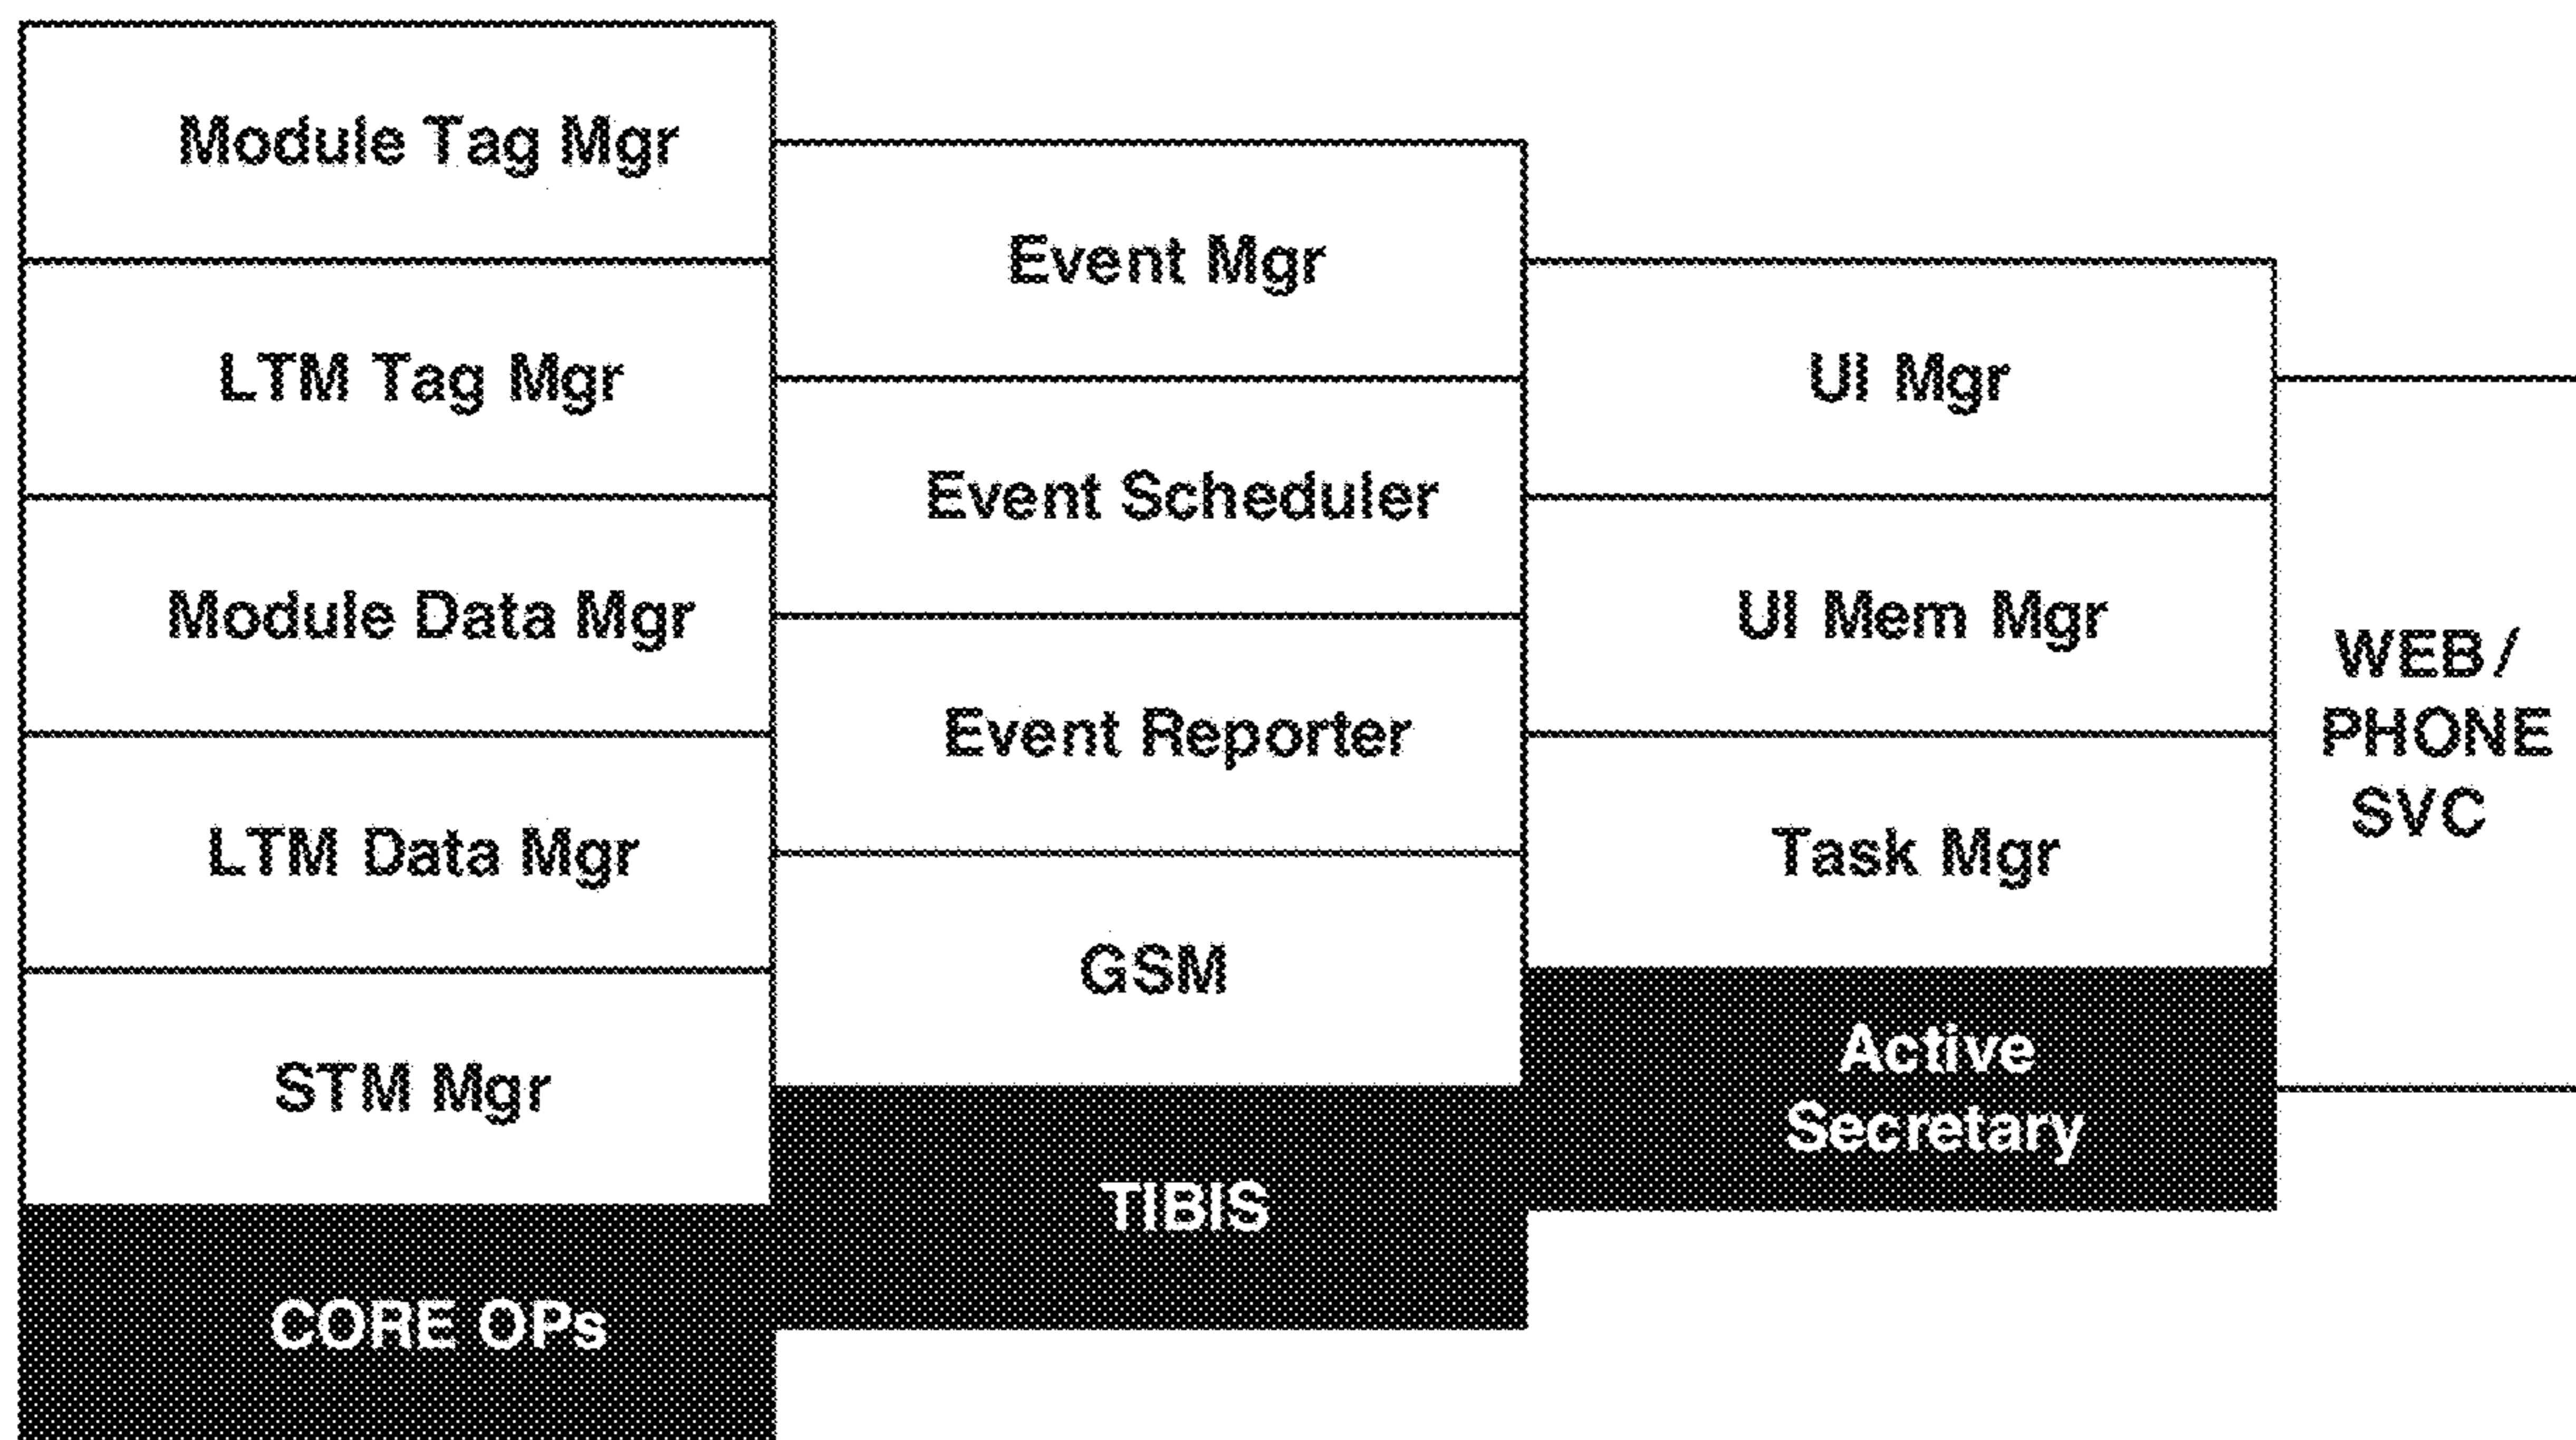 Module Tag Mgr
LTM Tag Mgr
Module Data Mgr
LTM Data Mgr
STM Mgr
CORE OPs
Event Mgr
Event Scheduler
Event Reporter
GSM
TIBIS
UI Mgr
UI Mem Mgr
Task Mgr
Active
Secretary
WEB/
PHONE
SVC